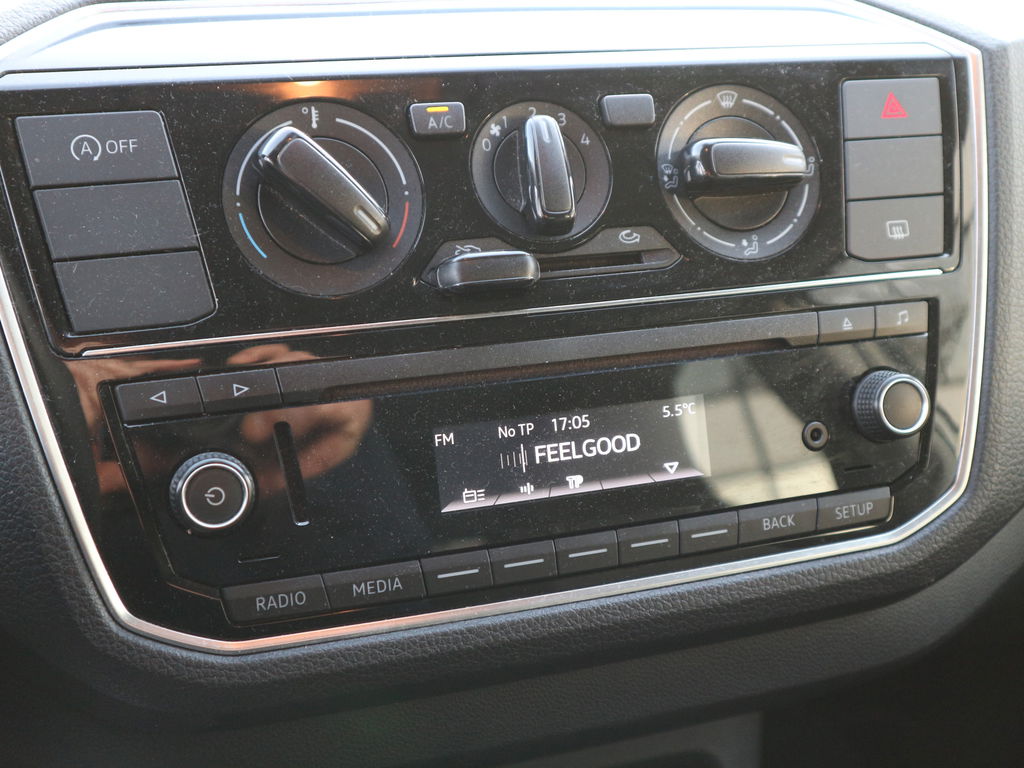 A OFF
A/C
0 1 2 3 4
FM No TP 17:05 5.5°C
FEELGOOD
TP
RADIO MEDIA BACK SETUP